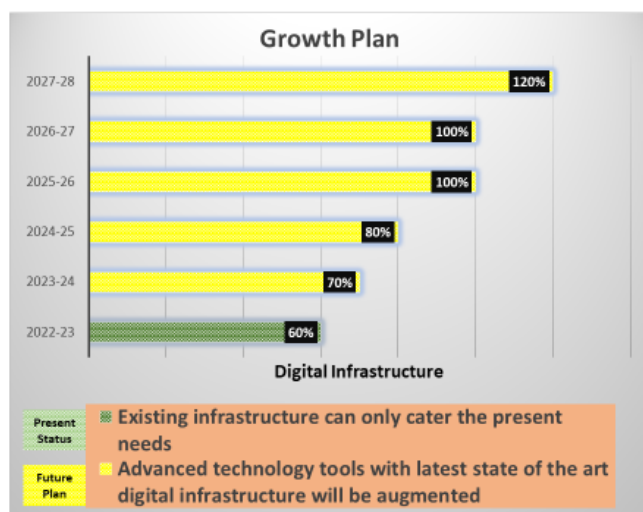 Growth Plan
2027-28
120%
2026-27
100%
2025-26
100%
2024-25
80%
2023-24
70%
2022-23
60%
Digital Infrastructure
Present
Status
Existing infrastructure can only cater the present
needs
Future
Plan
Advanced technology tools with latest state of the art
digital infrastructure will be augmented